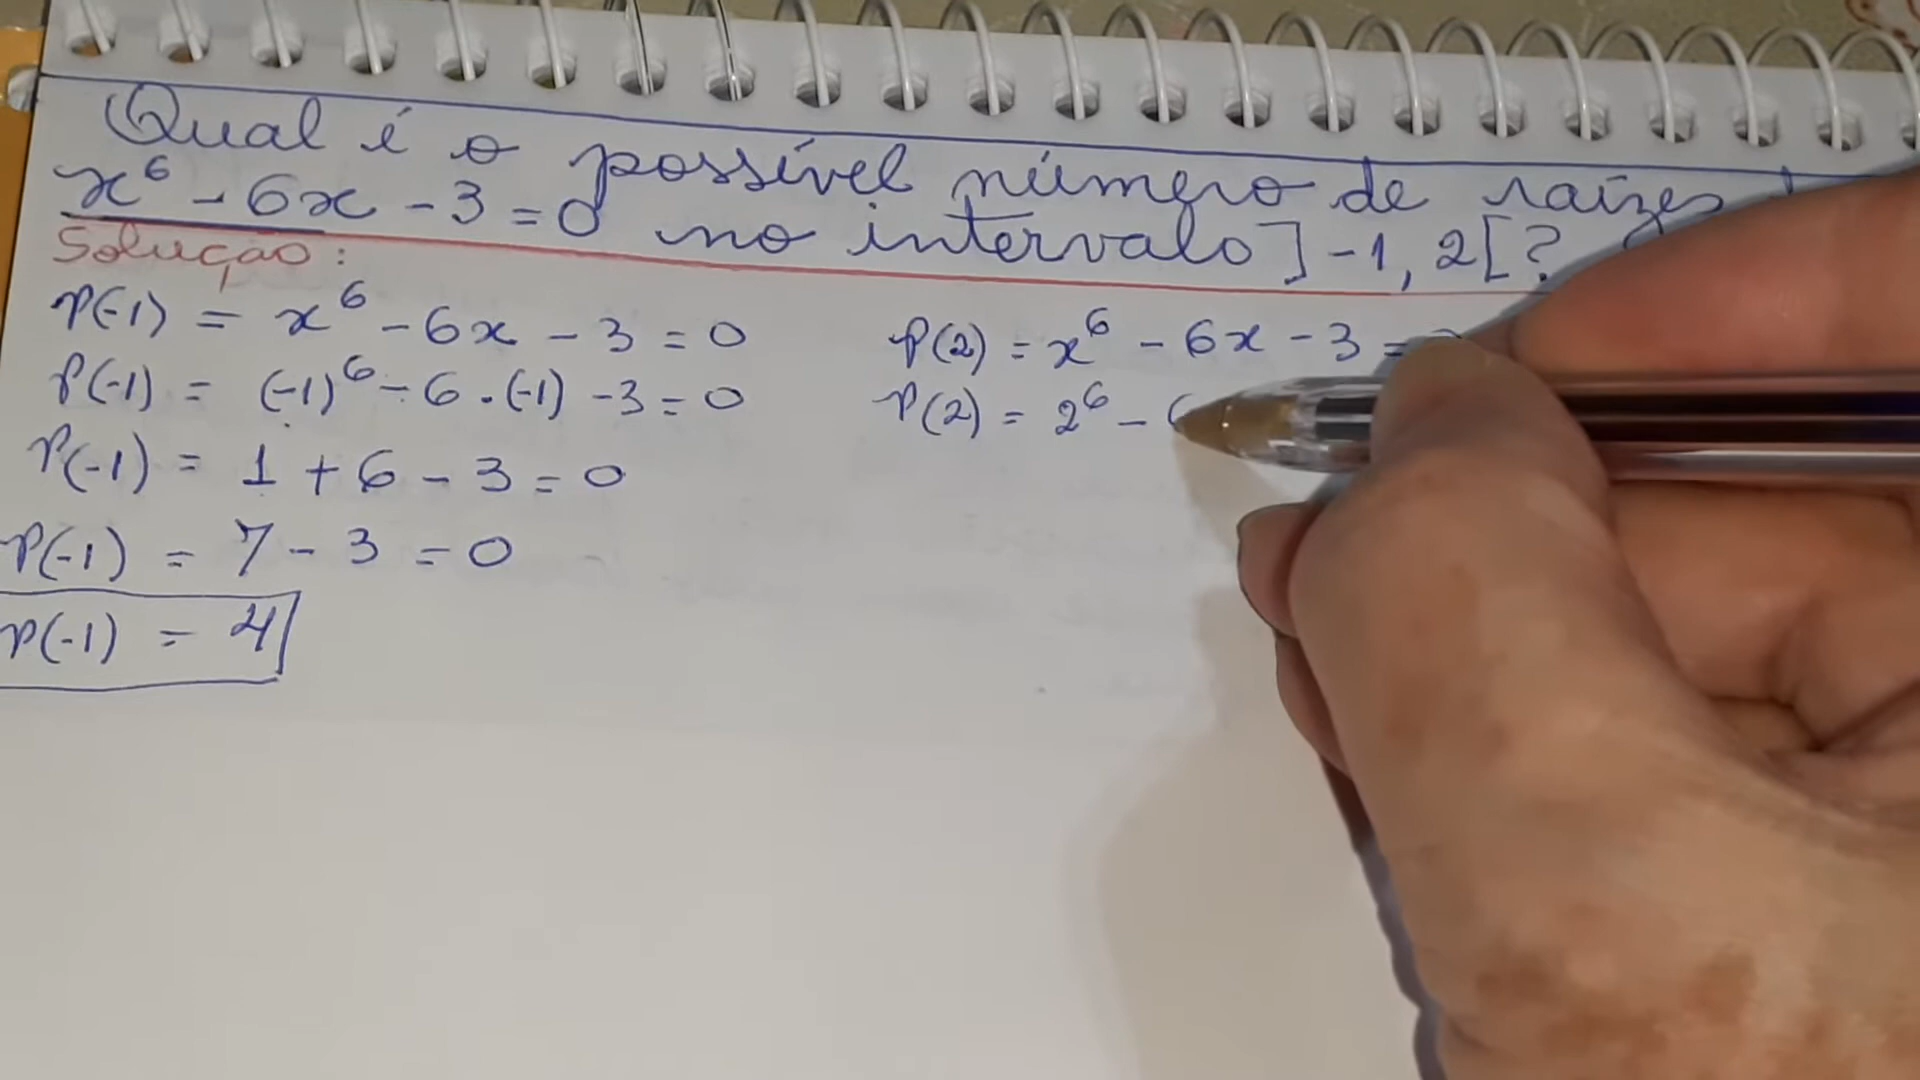 Qual é o possível número de raízes
x⁶ - 6x - 3 = 0 no intervalo ] -1, 2 [ ?
Solução:
P(-1) = x⁶ - 6x - 3 = 0
P(-1) = (-1)⁶ - 6 . (-1) - 3 = 0
P(-1) = 1 + 6 - 3 = 0
P(-1) = 7 - 3 = 0
P(-1) = 4
P(2) = x⁶ - 6x - 3 =
P(2) = 2⁶ -